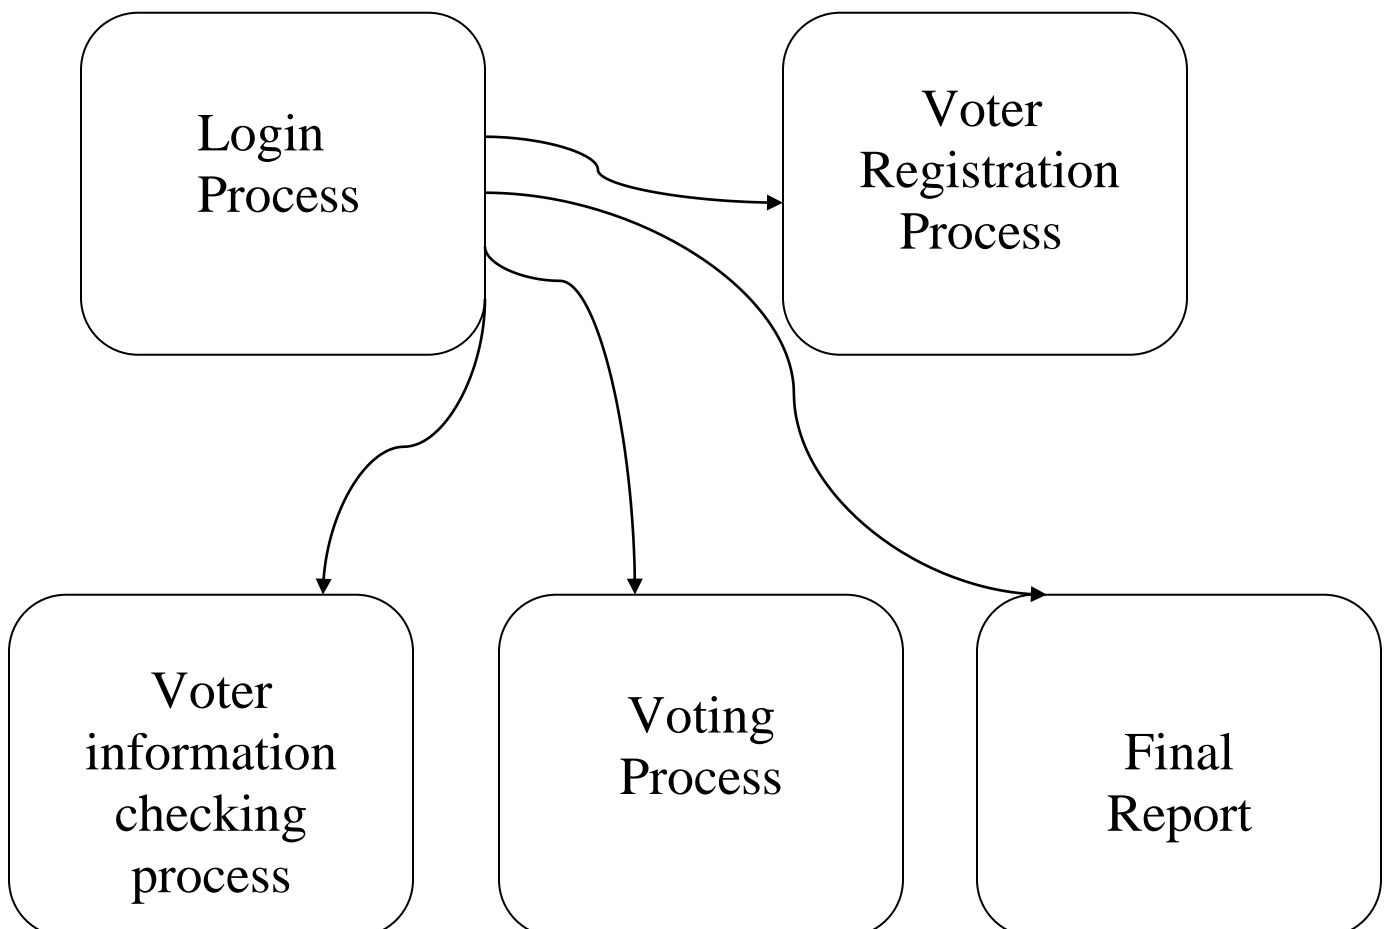 Login
Process
Voter
Registration
Process
Voter
information
checking
process
Voting
Process
Final
Report